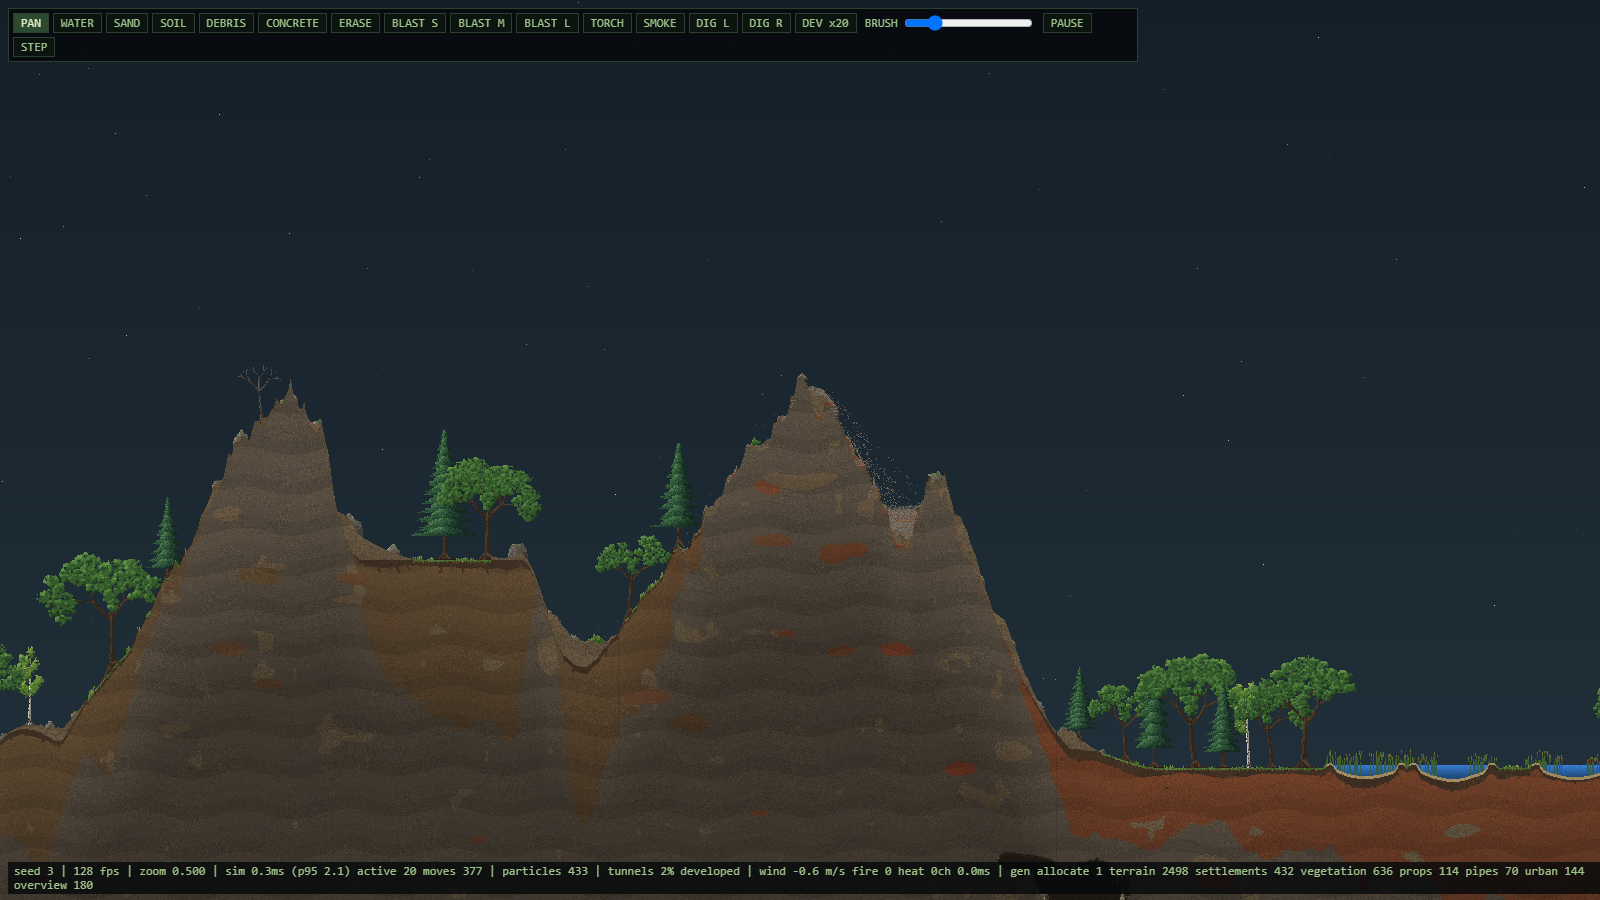 PAN WATER SAND SOIL DEBRIS CONCRETE ERASE BLAST S BLAST M BLAST L TORCH SMOKE DIG L DIG R DEV x20 BRUSH PAUSE
STEP
seed 3 | 128 fps | zoom 0.500 | sim 0.3ms (p95 2.1) active 20 moves 377 | particles 433 | tunnels 2% developed | wind -0.6 m/s fire 0 heat 0ch 0.0ms | gen allocate 1 terrain 2498 settlements 432 vegetation 636 props 114 pipes 70 urban 144
overview 180